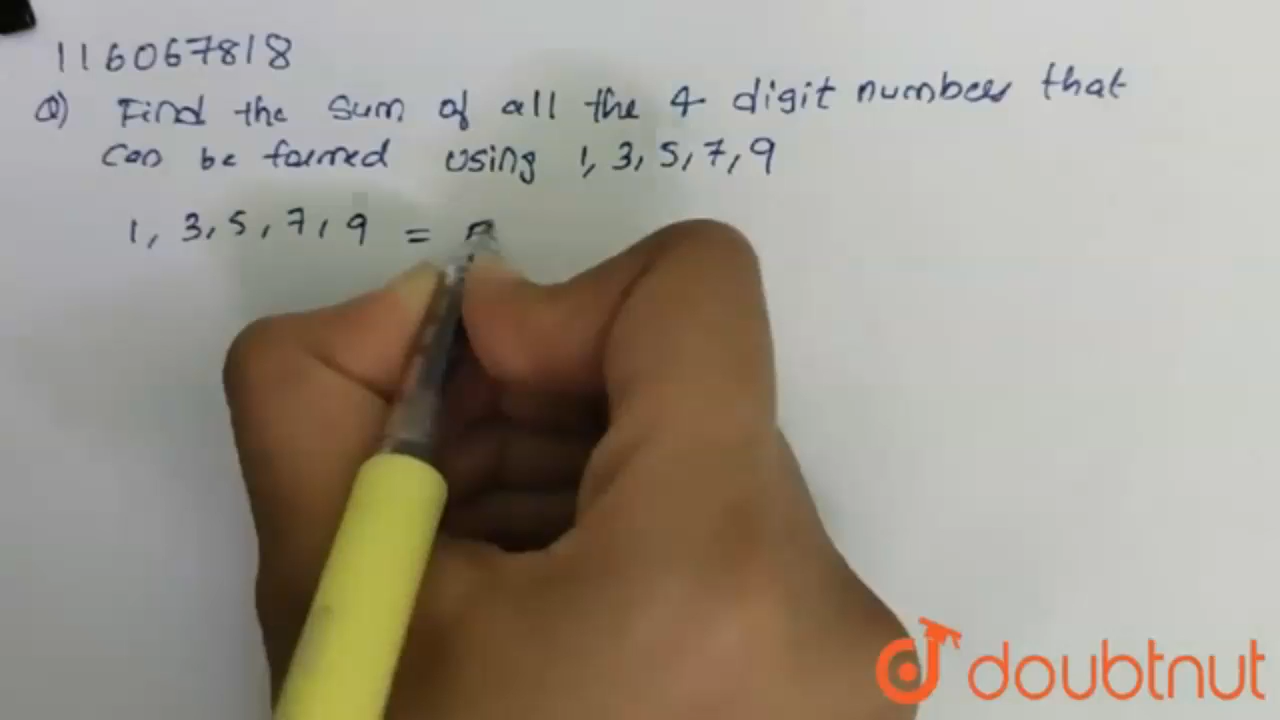 116067818
Q) Find the sum of all the 4 digit number that
can be formed using 1, 3, 5, 7, 9
1, 3, 5, 7, 9 =
doubtnut